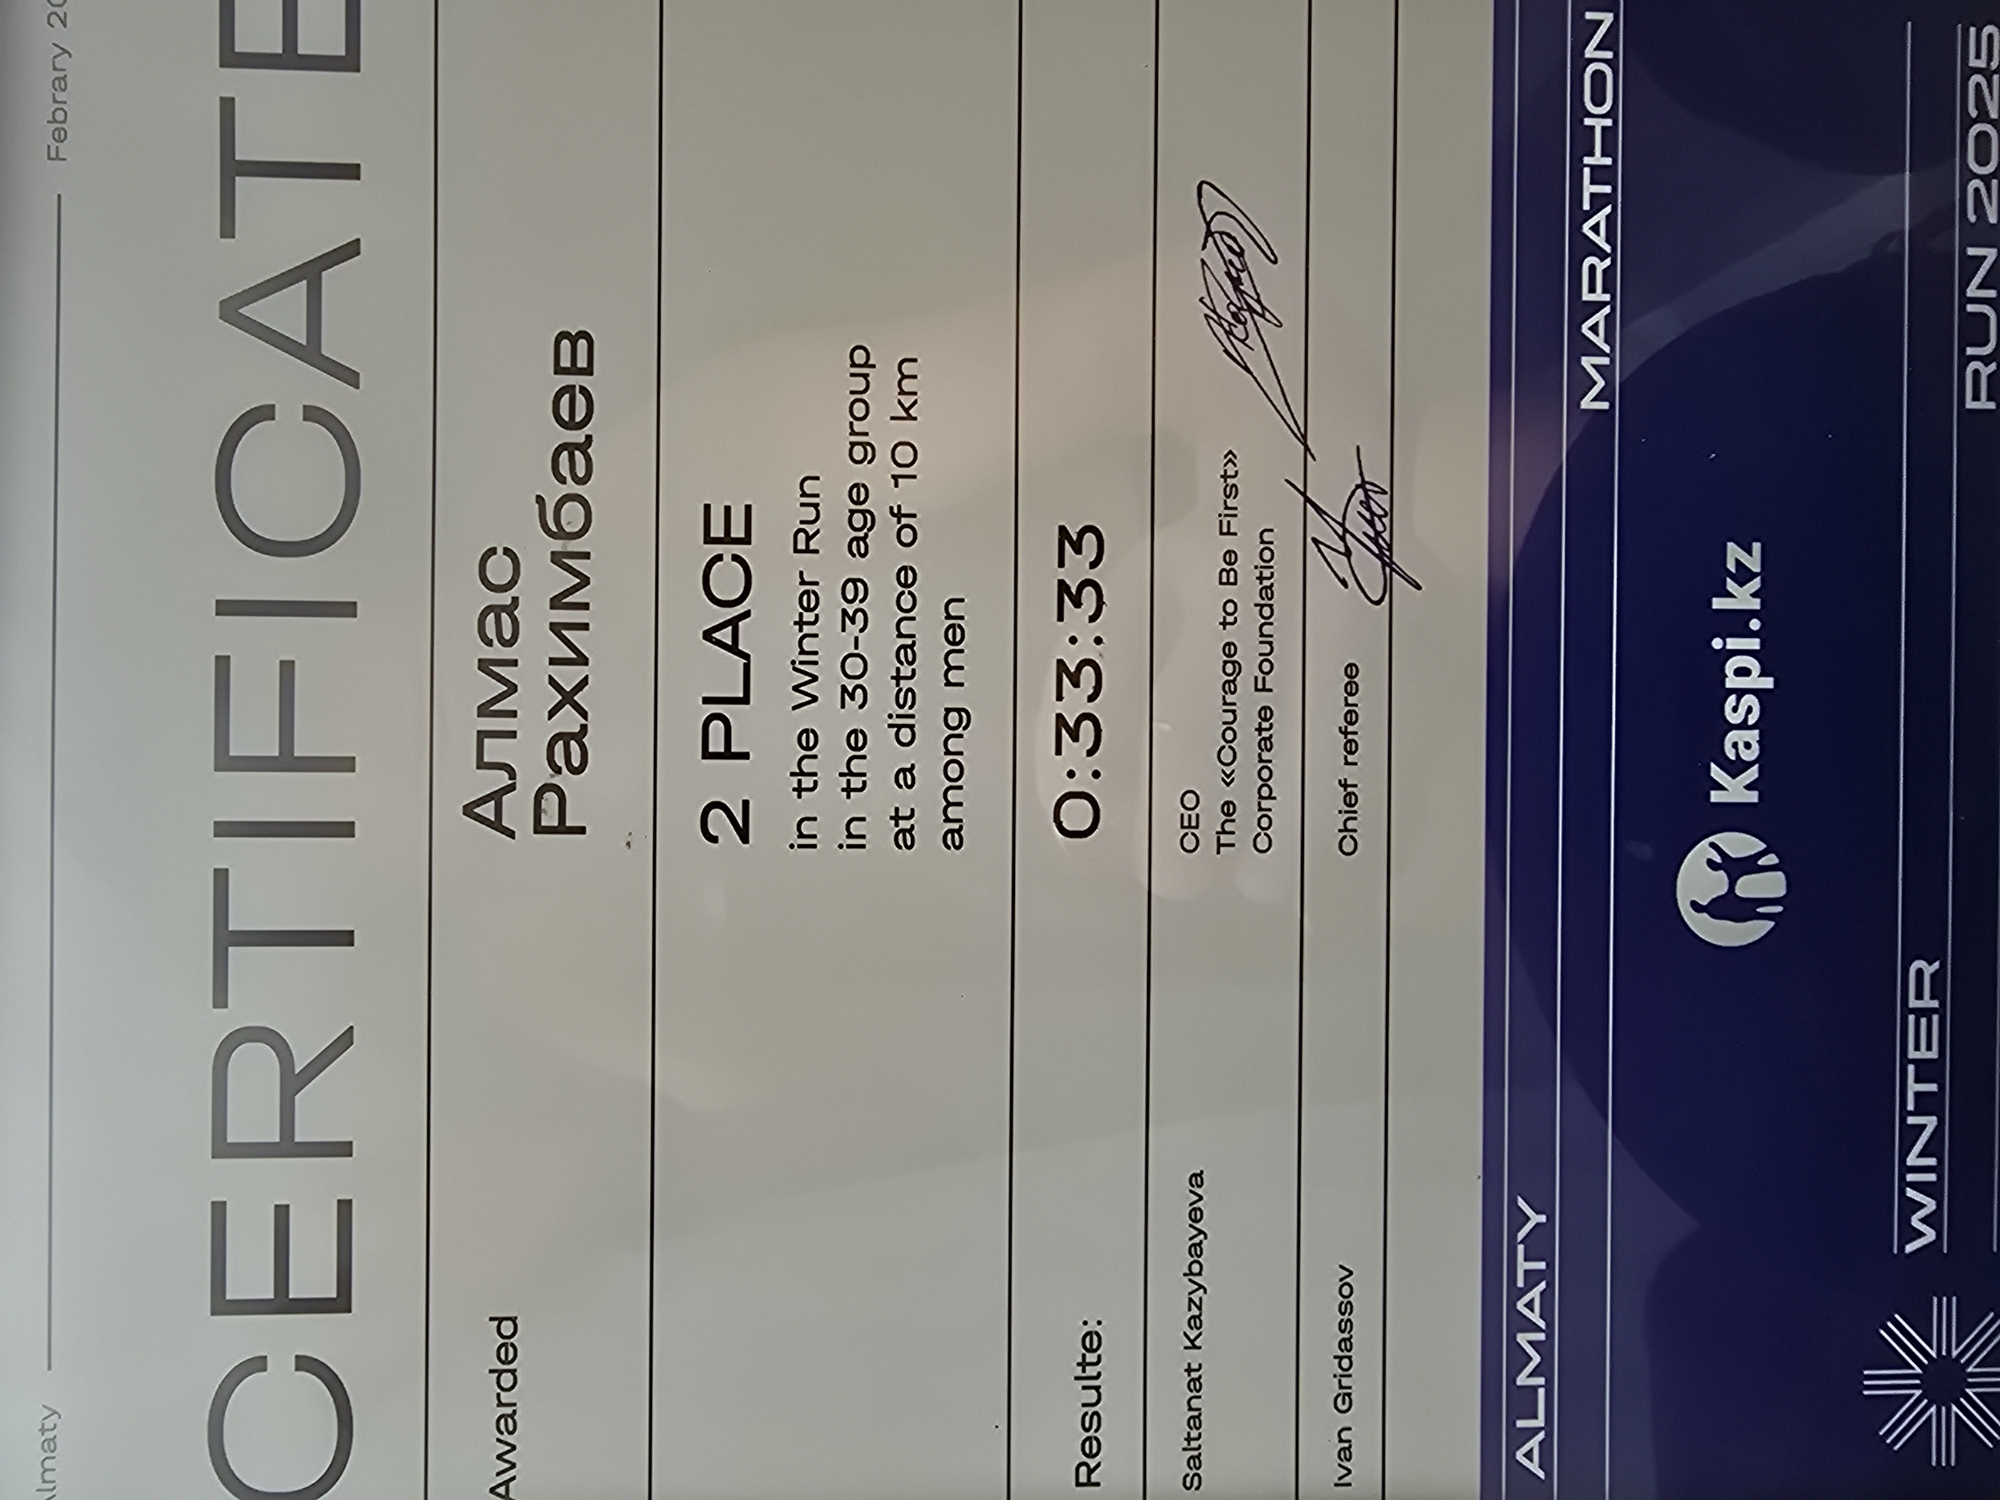 Almaty Februrary 20
CERTIFICATE
Awarded
Алмас
Рахимбаев
2 PLACE
in the Winter Run
in the 30-39 age group
at a distance of 10 km
among men
Resulte: 0:33:33
Saltanat Kazybayeva
CEO
The «Courage to Be First»
Corporate Foundation
Ivan Gridassov Chief referee
ALMATY
MARATHON
Kaspi.kz
WINTER
RUN 2025